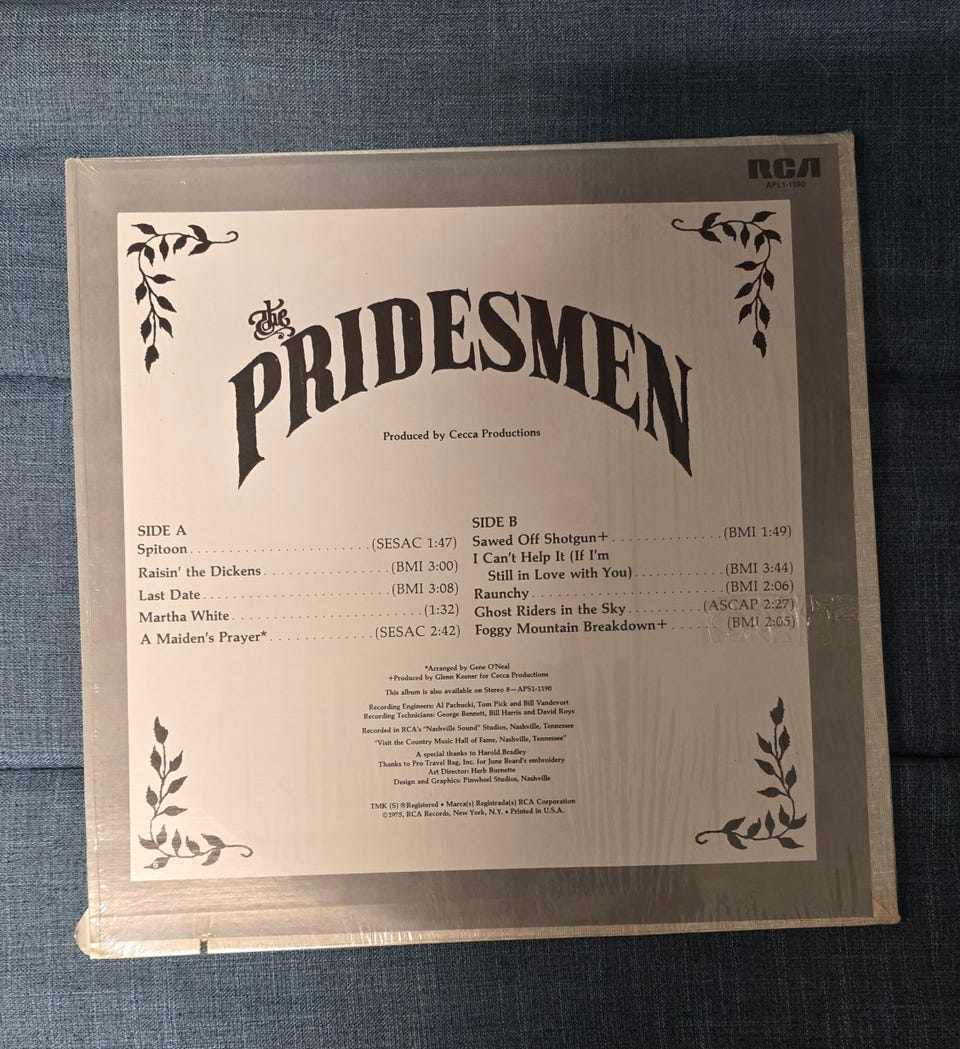 RCA
APL1-1190
the
PRIDESMEN
Produced by Cecca Productions
SIDE A
Spitoon....................(SESAC 1:47)
Raisin' the Dickens..............(BMI 3:00)
Last Date.....................(BMI 3:08)
Martha White.....................(1:32)
A Maiden's Prayer*............(SESAC 2:42)
SIDE B
Sawed Off Shotgun+............(BMI 1:49)
I Can't Help It (If I'm
Still in Love with You)..........(BMI 3:44)
Raunchy.....................(BMI 2:06)
Ghost Riders in the Sky.........(ASCAP 2:27)
Foggy Mountain Breakdown+......(BMI 2:05)
*Arranged by Gene O'Neal
+Produced by Glenn Keener for Cecca Productions
This album is also available on Stereo 8—APS1-1190
Recording Engineers: Al Pachucki, Tom Pick and Bill Vandevort
Recording Technicians: George Bennett, Bill Harris and David Roys
Recorded in RCA's "Nashville Sound" Studios, Nashville, Tennessee
"Visit the Country Music Hall of Fame, Nashville, Tennessee"
A special thanks to Harold Bradley
Thanks to Pro Travel Bag, Inc. for June Beard's embroidery
Art Director: Herb Burnette
Design and Graphics: Pinwheel Studios, Nashville
TMK (S) ® Registered • Marca(s) Registrada(s) RCA Corporation
©1975, RCA Records, New York, N.Y. • Printed in U.S.A.